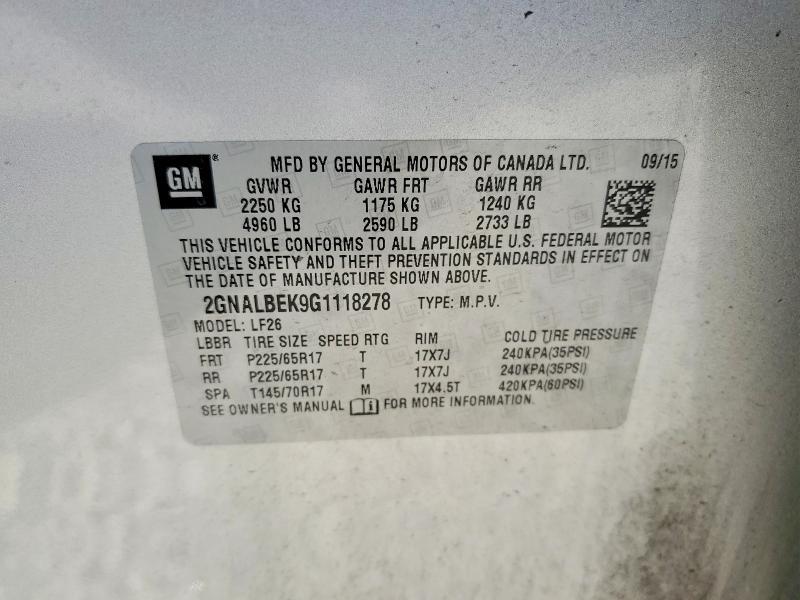 GM® MFD BY GENERAL MOTORS OF CANADA LTD. 09/15
GVWR GAWR FRT GAWR RR
2250 KG 1175 KG 1240 KG
4960 LB 2590 LB 2733 LB
THIS VEHICLE CONFORMS TO ALL APPLICABLE U.S. FEDERAL MOTOR
VEHICLE SAFETY AND THEFT PREVENTION STANDARDS IN EFFECT ON
THE DATE OF MANUFACTURE SHOWN ABOVE.
2GNALBEK9G1118278 TYPE: M.P.V.
MODEL: LF26
LBBR TIRE SIZE SPEED RTG RIM COLD TIRE PRESSURE
FRT P225/65R17 T 17X7J 240KPA(35PSI)
RR P225/65R17 T 17X7J 240KPA(35PSI)
SPA T145/70R17 M 17X4.5T 420KPA(60PSI)
SEE OWNER'S MANUAL FOR MORE INFORMATION.